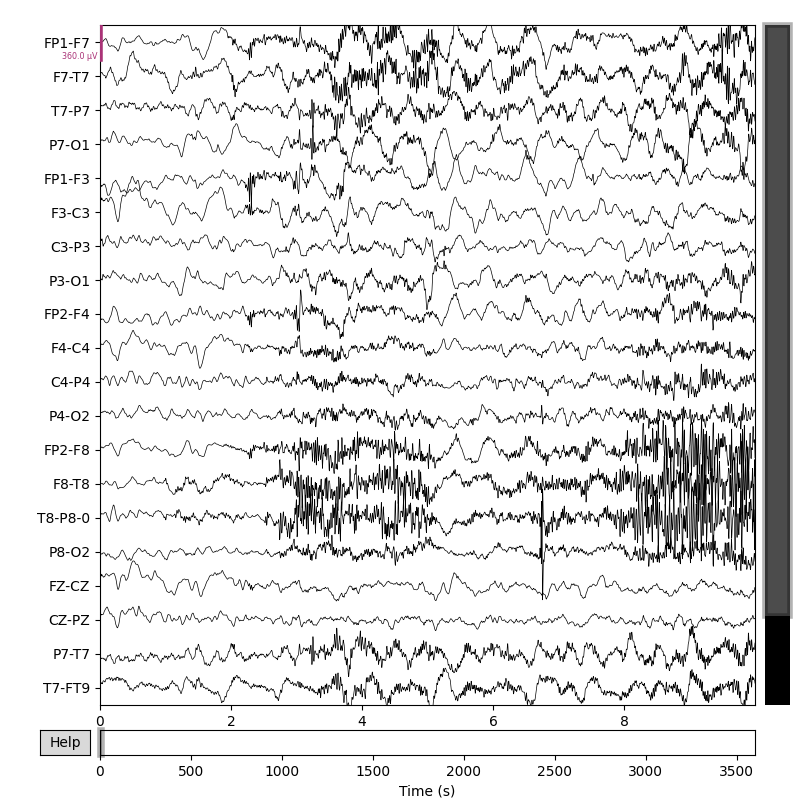 FP1-F7
360.0 µV
F7-T7
T7-P7
P7-O1
FP1-F3
F3-C3
C3-P3
P3-O1
FP2-F4
F4-C4
C4-P4
P4-O2
FP2-F8
F8-T8
T8-P8-0
P8-O2
FZ-CZ
CZ-PZ
P7-T7
T7-FT9
0 2 4 6 8
Help
0 500 1000 1500 2000 2500 3000 3500
Time (s)